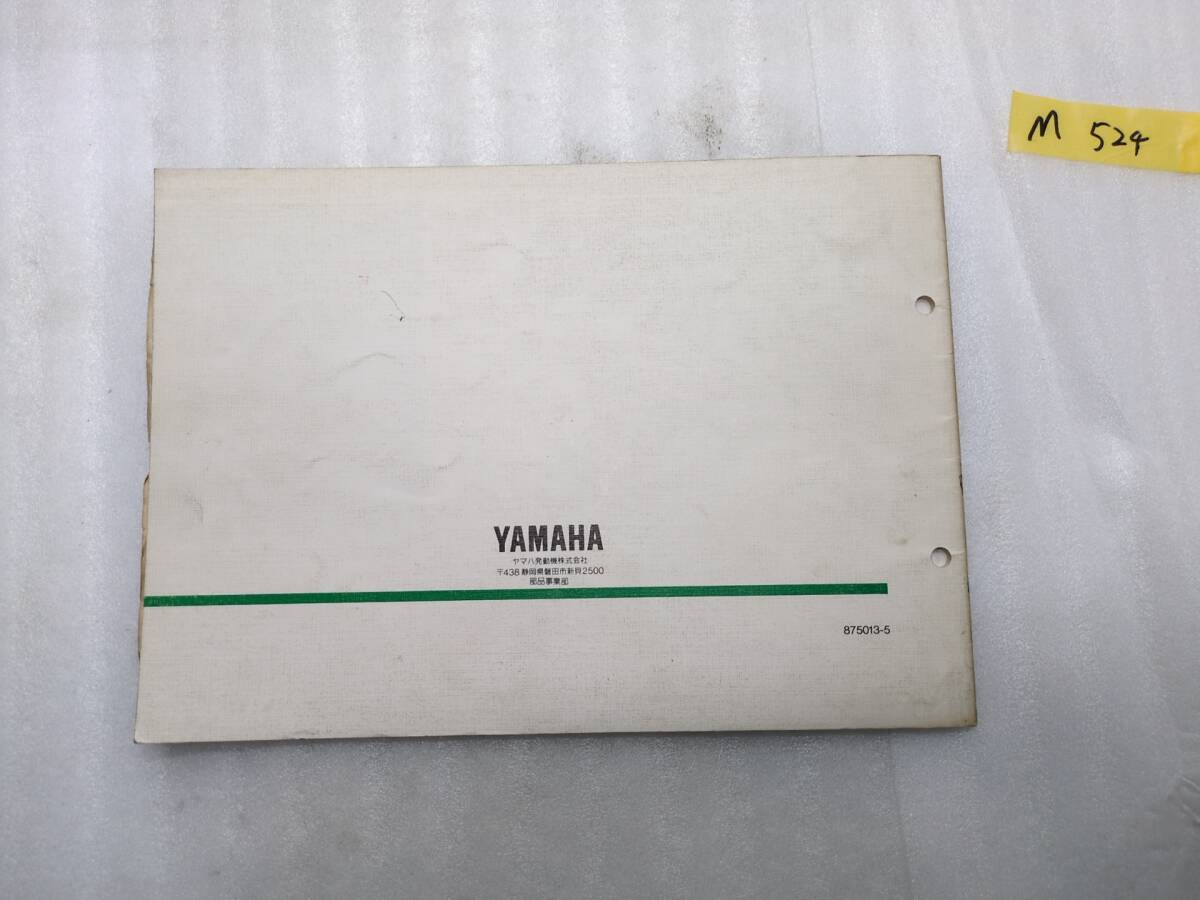 M 524
YAMAHA
ヤマハ発動機株式会社
〒438 静岡県磐田市新貝2500
部品事業部
875013-5